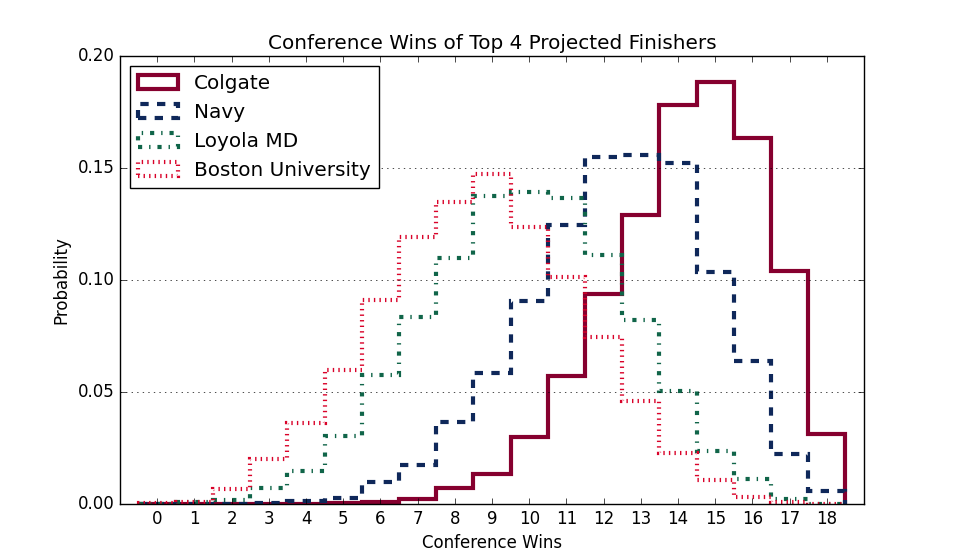 Conference Wins of Top 4 Projected Finishers
Colgate
Navy
Loyola MD
Boston University
Probability
0.20
0.15
0.10
0.05
0.00
0 1 2 3 4 5 6 7 8 9 10 11 12 13 14 15 16 17 18
Conference Wins